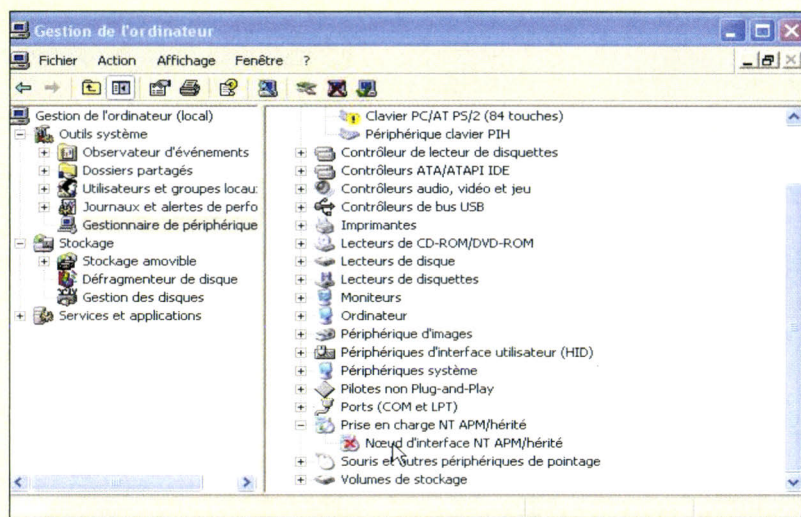 Gestion de l'ordinateur
Fichier Action Affichage Fenêtre ?
Gestion de l'ordinateur (local)
Outils système
Observateur d'événements
Dossiers partagés
Utilisateurs et groupes locau
Journaux et alertes de perfo
Gestionnaire de périphérique
Stockage
Stockage amovible
Défragmenteur de disque
Gestion des disques
Services et applications
Clavier PC/AT PS/2 (84 touches)
Périphérique clavier PIH
Contrôleur de lecteur de disquettes
Contrôleurs ATA/ATAPI IDE
Contrôleurs audio, vidéo et jeu
Contrôleurs de bus USB
Imprimantes
Lecteurs de CD-ROM/DVD-ROM
Lecteurs de disque
Lecteurs de disquettes
Moniteurs
Ordinateur
Périphérique d'images
Périphériques d'interface utilisateur (HID)
Périphériques système
Pilotes non Plug-and-Play
Ports (COM et LPT)
Prise en charge NT APM/hérité
Nœud d'interface NT APM/hérité
Souris et autres périphériques de pointage
Volumes de stockage